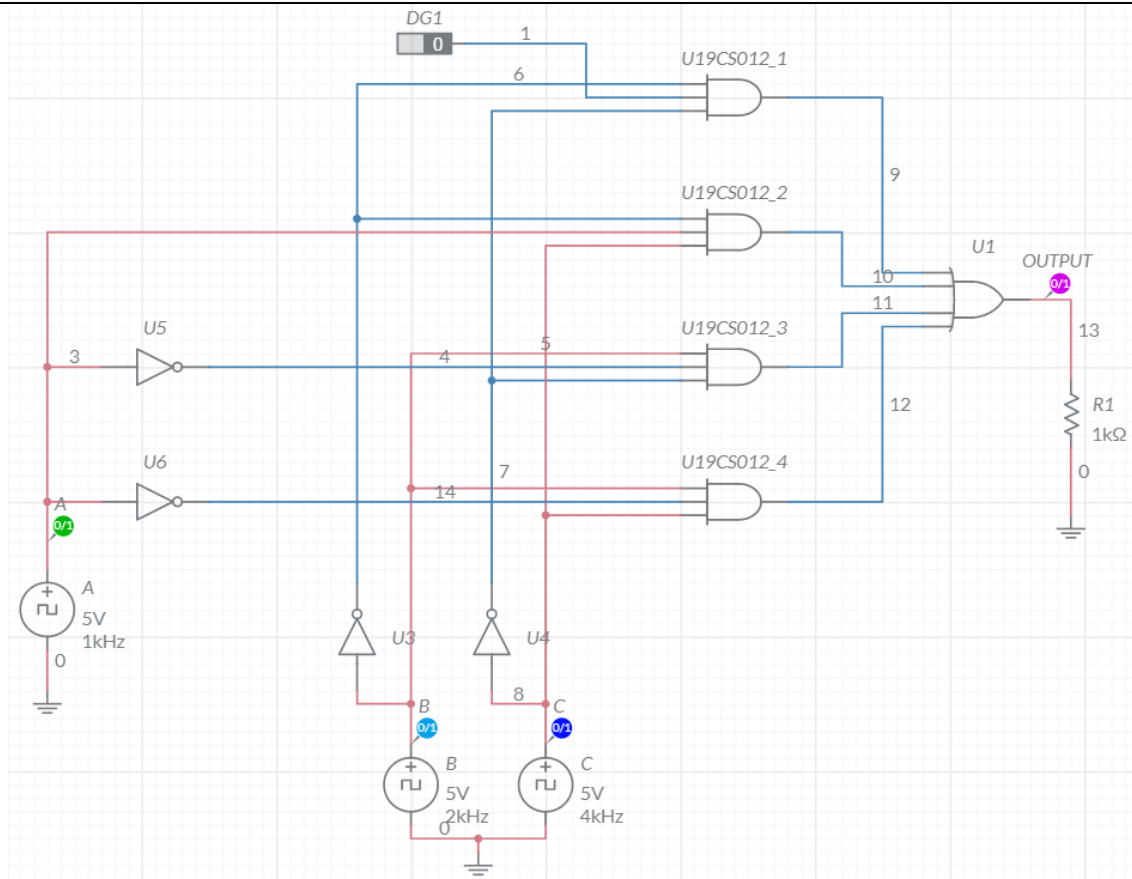 DG1
0
1
U19CS012_1
6
9
U19CS012_2
U1
OUTPUT
0/1
10
11
13
U5
3
4
5
U19CS012_3
12
R1
1kΩ
0
U6
7
14
U19CS012_4
A
0/1
A
5V
1kHz
0
U3
U4
8
B
0/1
C
0/1
B
5V
2kHz
0
C
5V
4kHz